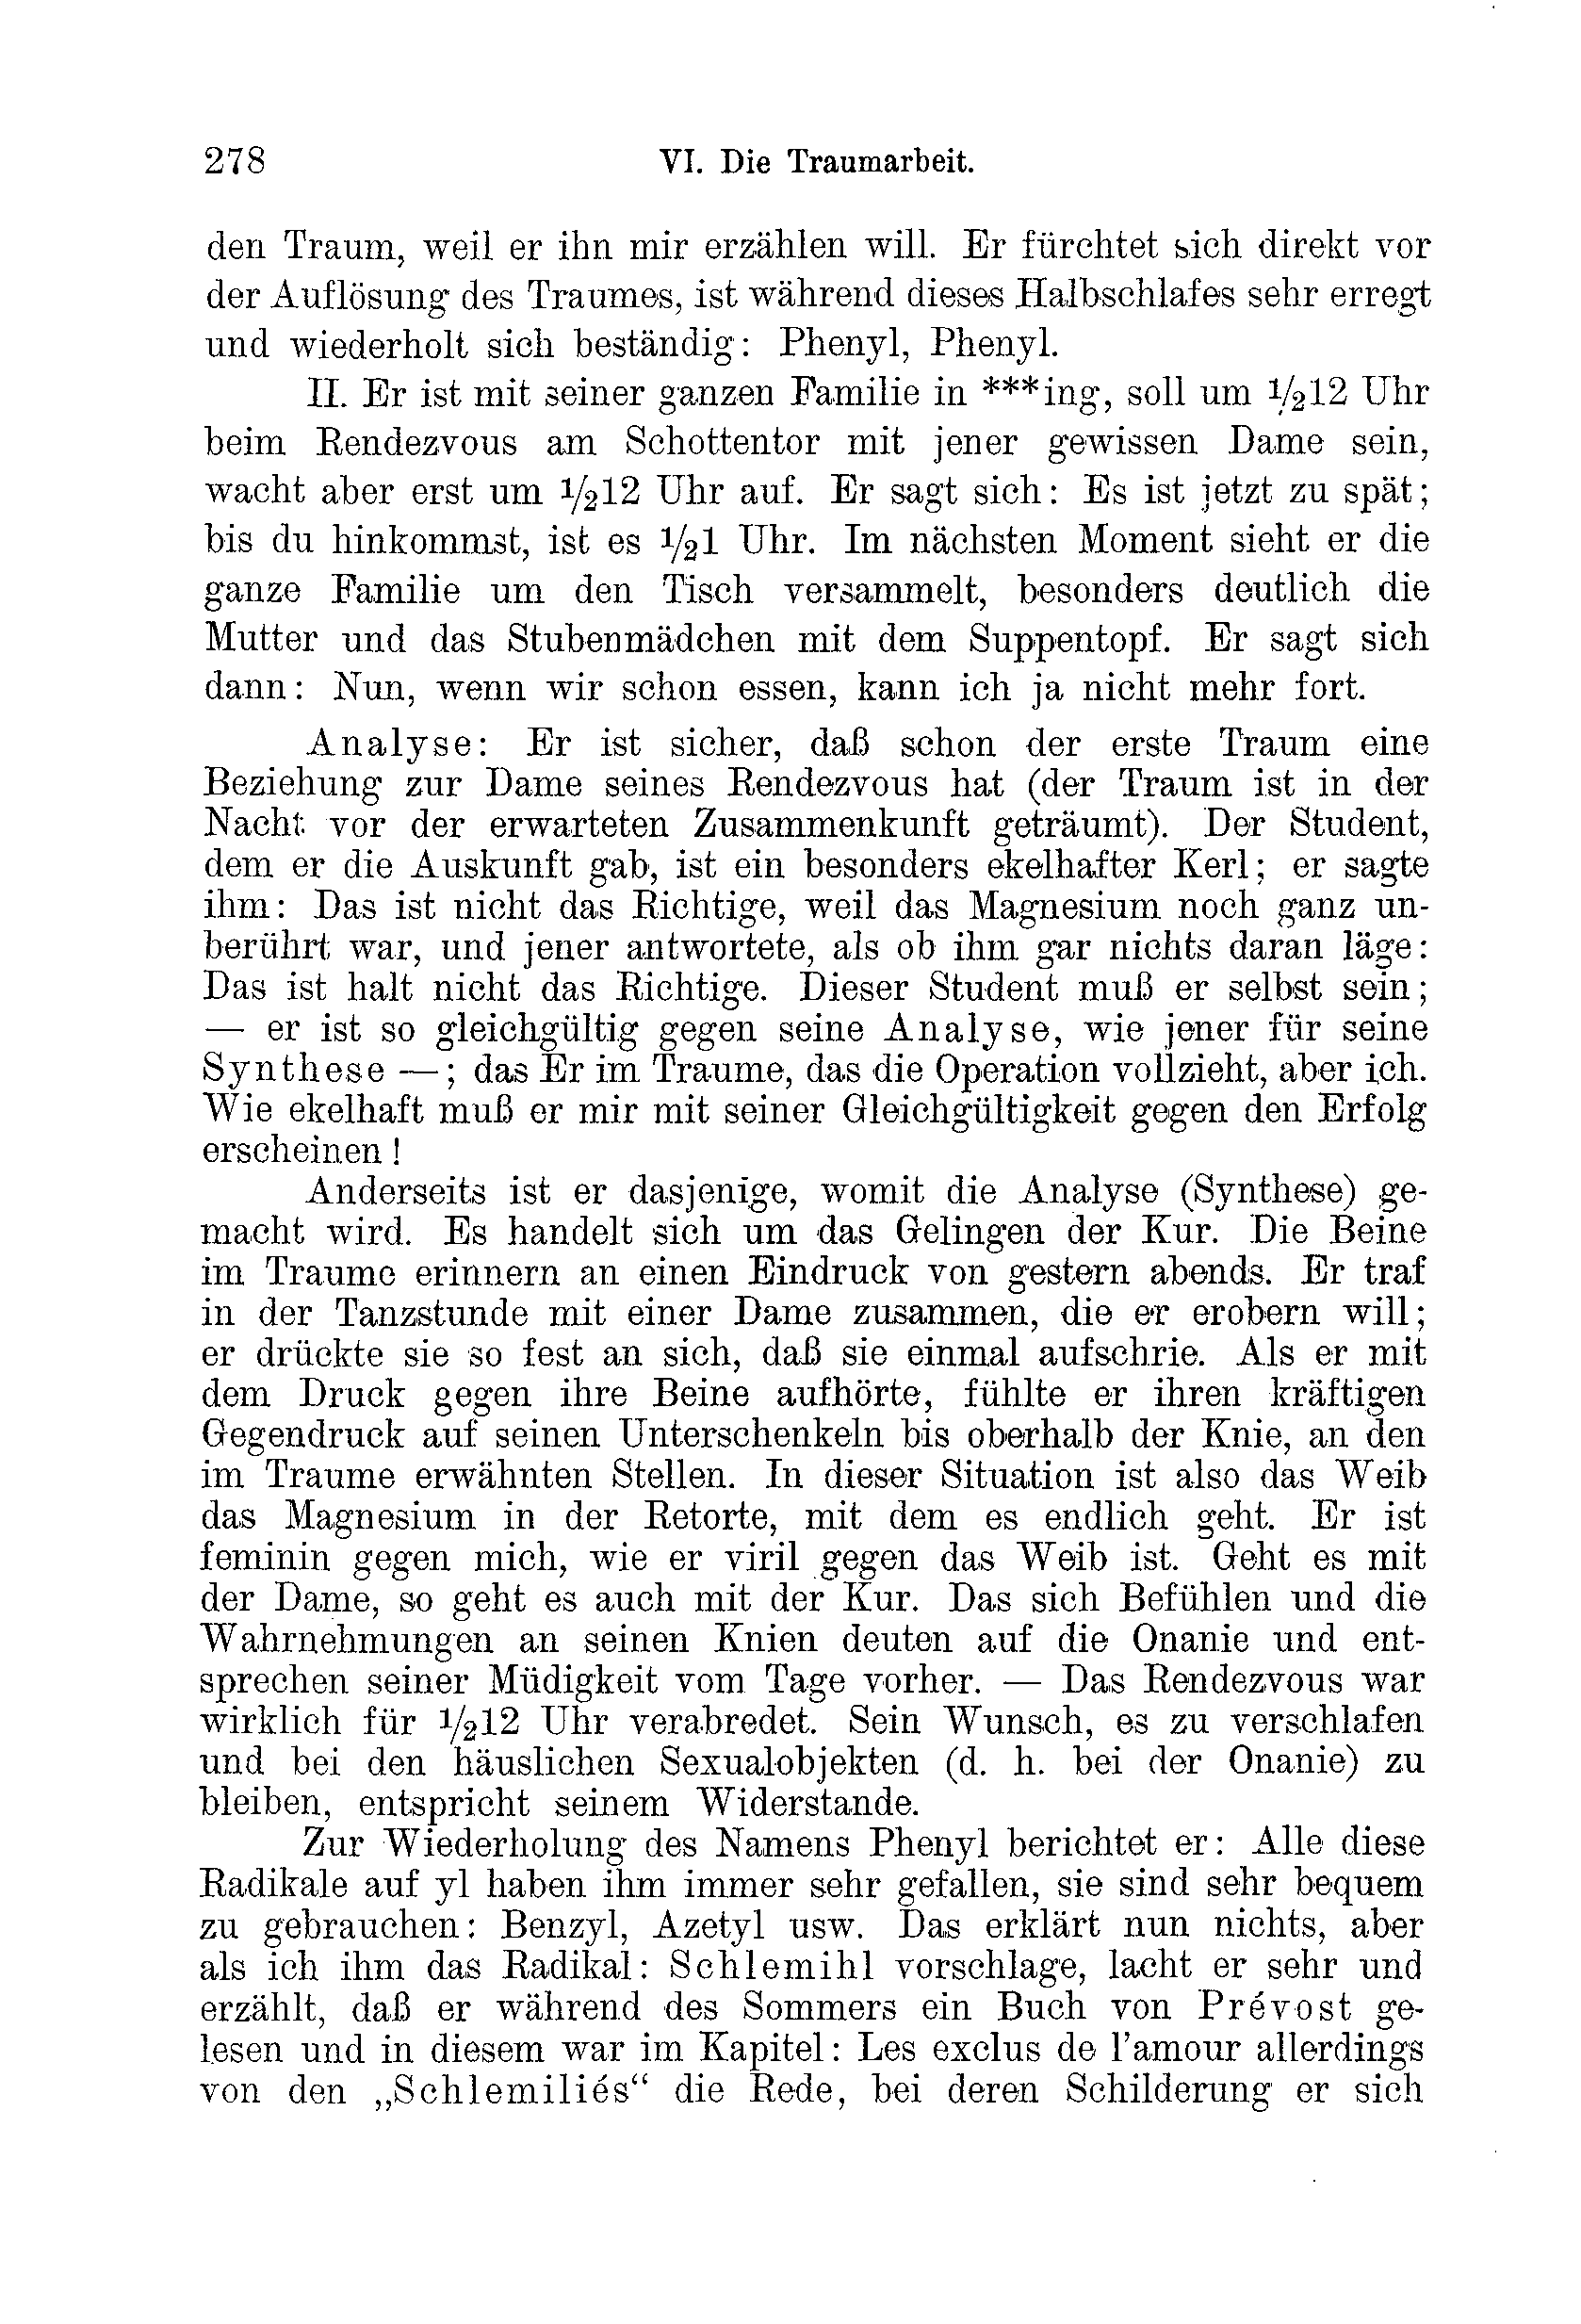 278 VI. Die Traumarbeit.
den Traum, weil er ihn mir erzählen will. Er fürchtet sich direkt vor
der Auflösung des Traumes, ist während dieses Halbschlafes sehr erregt
und wiederholt sich beständig: Phenyl, Phenyl.
II. Er ist mit seiner ganzen Familie in ***ing, soll um 1/212 Uhr
beim Rendezvous am Schottentor mit jener gewissen Dame sein,
wacht aber erst um 1/212 Uhr auf. Er sagt sich: Es ist jetzt zu spät;
bis du hinkommst, ist es 1/21 Uhr. Im nächsten Moment sieht er die
ganze Familie um den Tisch versammelt, besonders deutlich die
Mutter und das Stubenmädchen mit dem Suppentopf. Er sagt sich
dann: Nun, wenn wir schon essen, kann ich ja nicht mehr fort.
Analyse: Er ist sicher, daß schon der erste Traum eine
Beziehung zur Dame seines Rendezvous hat (der Traum ist in der
Nacht vor der erwarteten Zusammenkunft geträumt). Der Student,
dem er die Auskunft gab, ist ein besonders ekelhafter Kerl; er sagte
ihm: Das ist nicht das Richtige, weil das Magnesium noch ganz un-
berührt war, und jener antwortete, als ob ihm gar nichts daran läge:
Das ist halt nicht das Richtige. Dieser Student muß er selbst sein;
— er ist so gleichgültig gegen seine Analyse, wie jener für seine
Synthese —; das Er im Traume, das die Operation vollzieht, aber ich.
Wie ekelhaft muß er mir mit seiner Gleichgültigkeit gegen den Erfolg
erscheinen!
Anderseits ist er dasjenige, womit die Analyse (Synthese) ge-
macht wird. Es handelt sich um das Gelingen der Kur. Die Beine
im Traume erinnern an einen Eindruck von gestern abends. Er traf
in der Tanzstunde mit einer Dame zusammen, die er erobern will;
er drückte sie so fest an sich, daß sie einmal aufschrie. Als er mit
dem Druck gegen ihre Beine aufhörte, fühlte er ihren kräftigen
Gegendruck auf seinen Unterschenkeln bis oberhalb der Knie, an den
im Traume erwähnten Stellen. In dieser Situation ist also das Weib
das Magnesium in der Retorte, mit dem es endlich geht. Er ist
feminin gegen mich, wie er viril gegen das Weib ist. Geht es mit
der Dame, so geht es auch mit der Kur. Das sich Befühlen und die
Wahrnehmungen an seinen Knien deuten auf die Onanie und ent-
sprechen seiner Müdigkeit vom Tage vorher. — Das Rendezvous war
wirklich für 1/212 Uhr verabredet. Sein Wunsch, es zu verschlafen
und bei den häuslichen Sexualobjekten (d. h. bei der Onanie) zu
bleiben, entspricht seinem Widerstande.
Zur Wiederholung des Namens Phenyl berichtet er: Alle diese
Radikale auf yl haben ihm immer sehr gefallen, sie sind sehr bequem
zu gebrauchen: Benzyl, Azetyl usw. Das erklärt nun nichts, aber
als ich ihm das Radikal: Schlemihl vorschlage, lacht er sehr und
erzählt, daß er während des Sommers ein Buch von Prévost ge-
lesen und in diesem war im Kapitel: Les exclus de l'amour allerdings
von den „Schlemiliés“ die Rede, bei deren Schilderung er sich